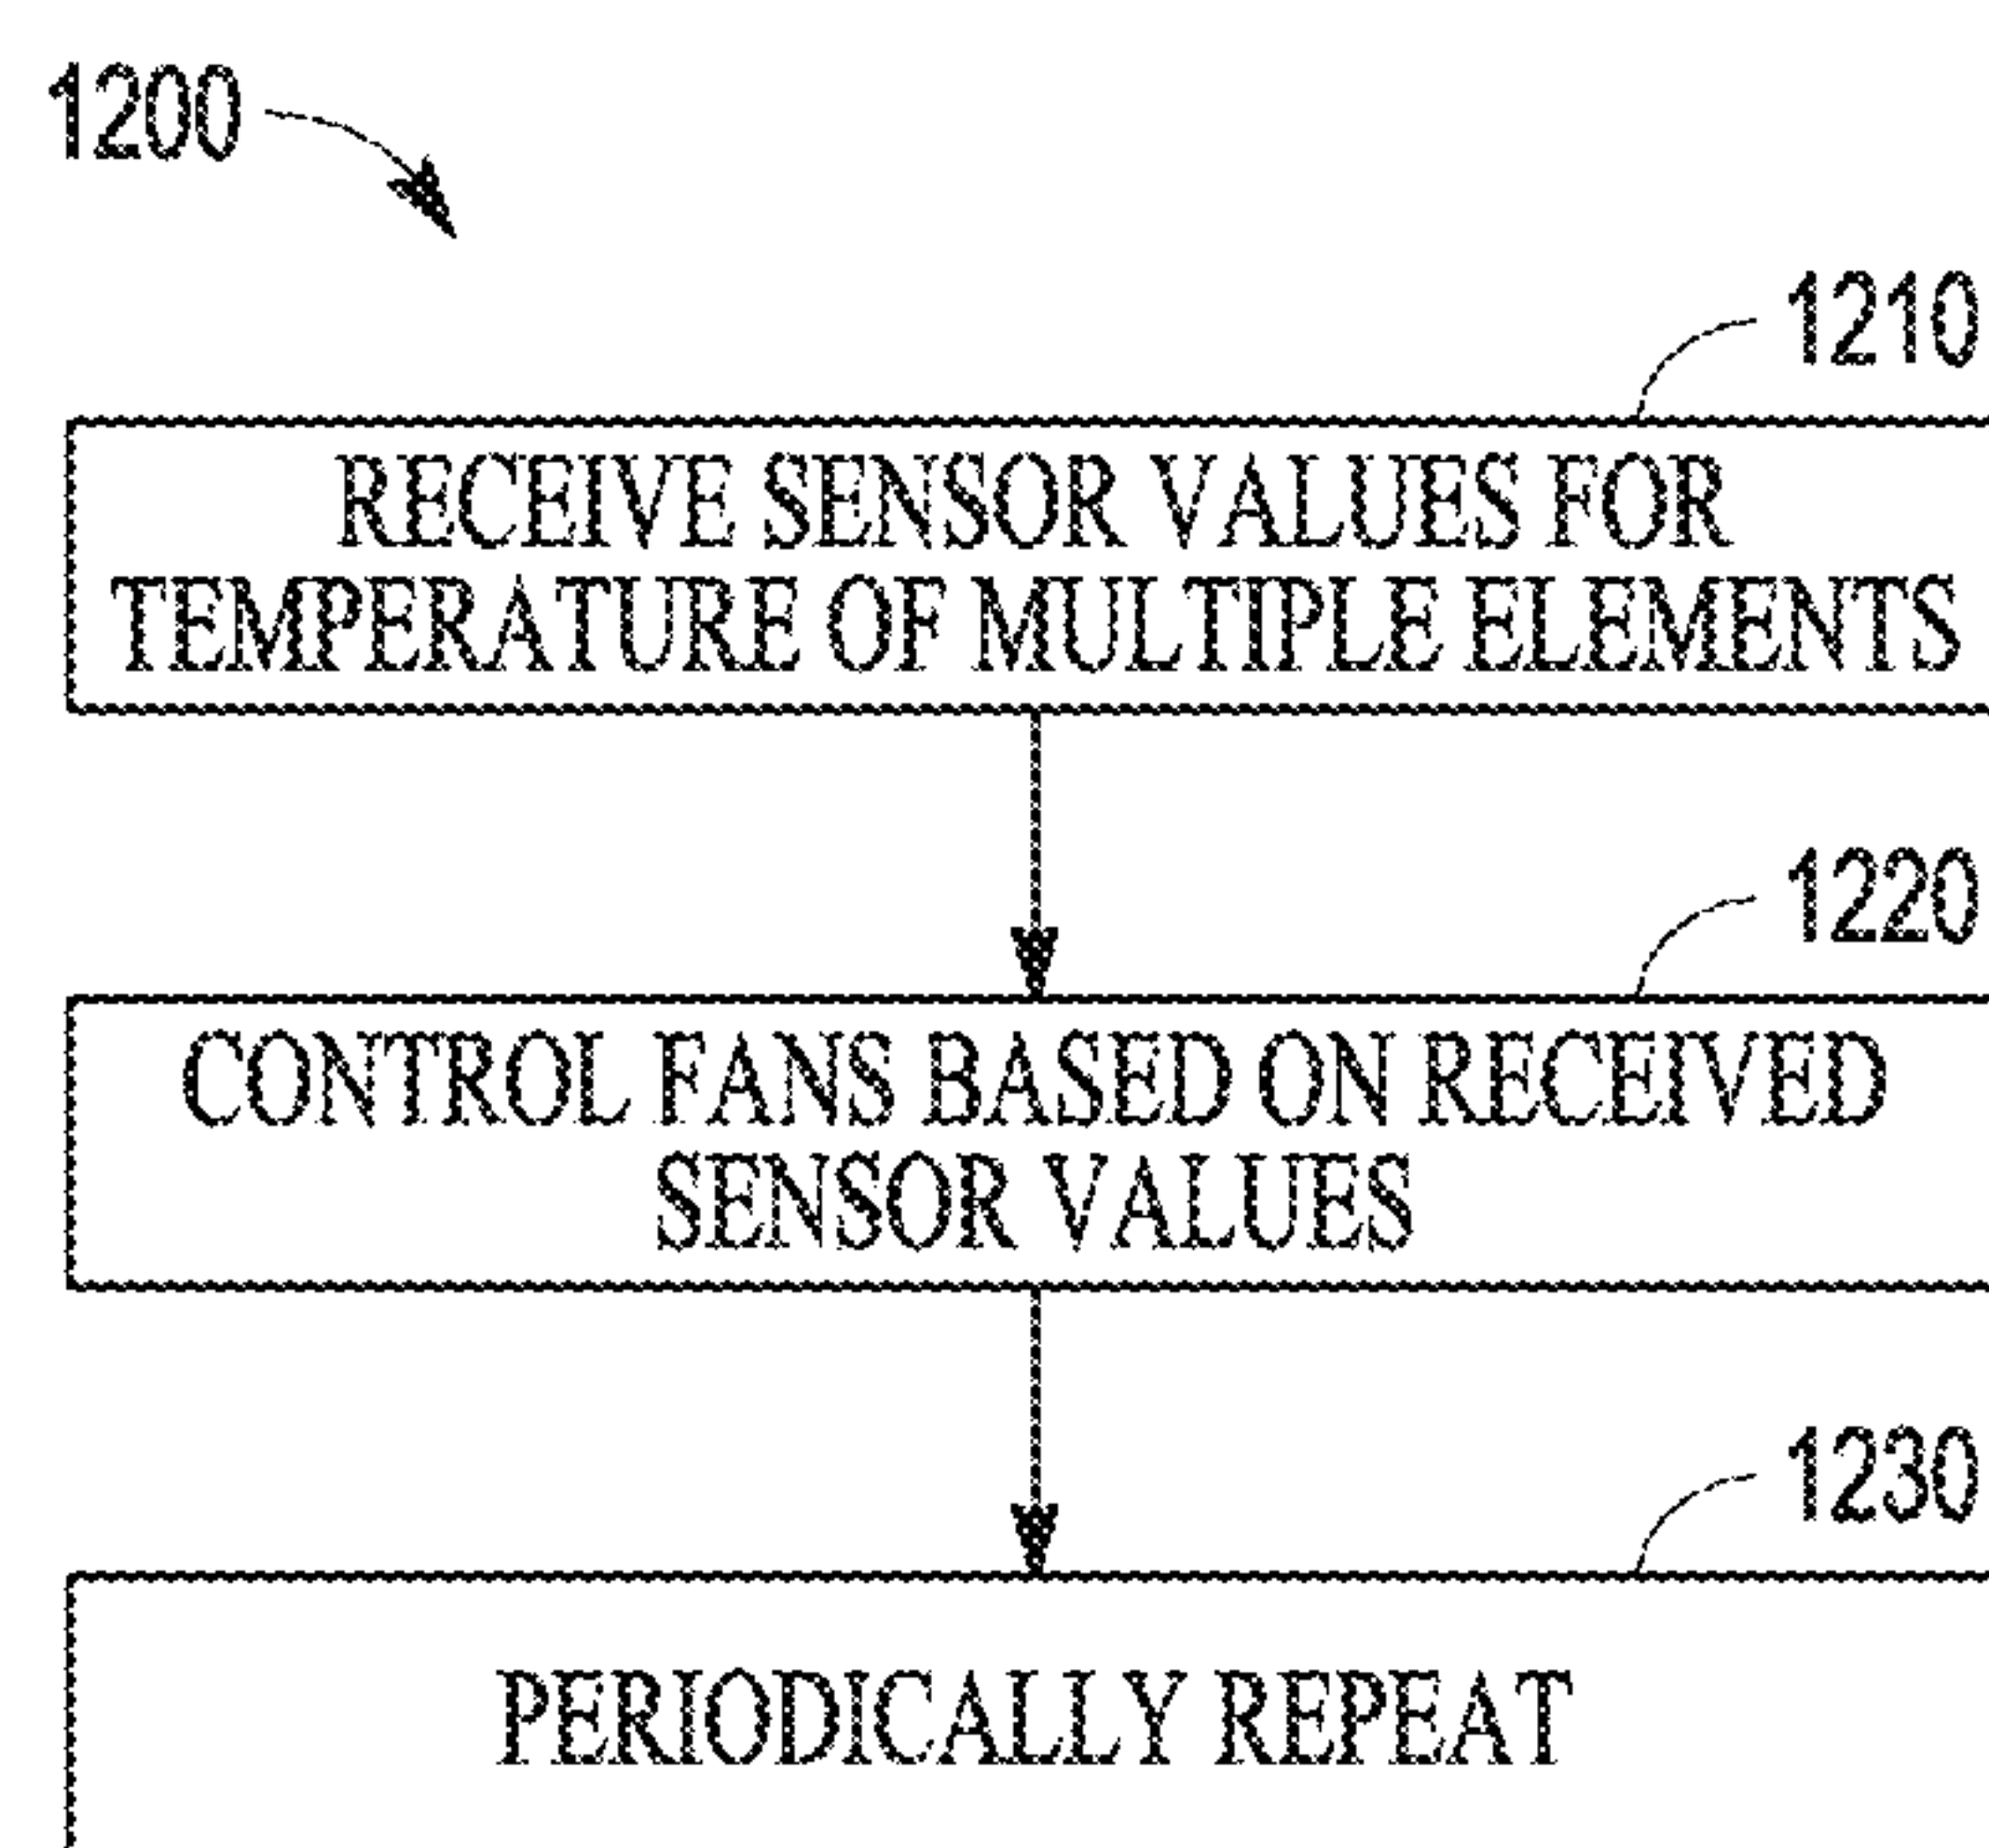 1200
1210
RECEIVE SENSOR VALUES FOR
TEMPERATURE OF MULTIPLE ELEMENTS
1220
CONTROL FANS BASED ON RECEIVED
SENSOR VALUES
1230
PERIODICALLY REPEAT